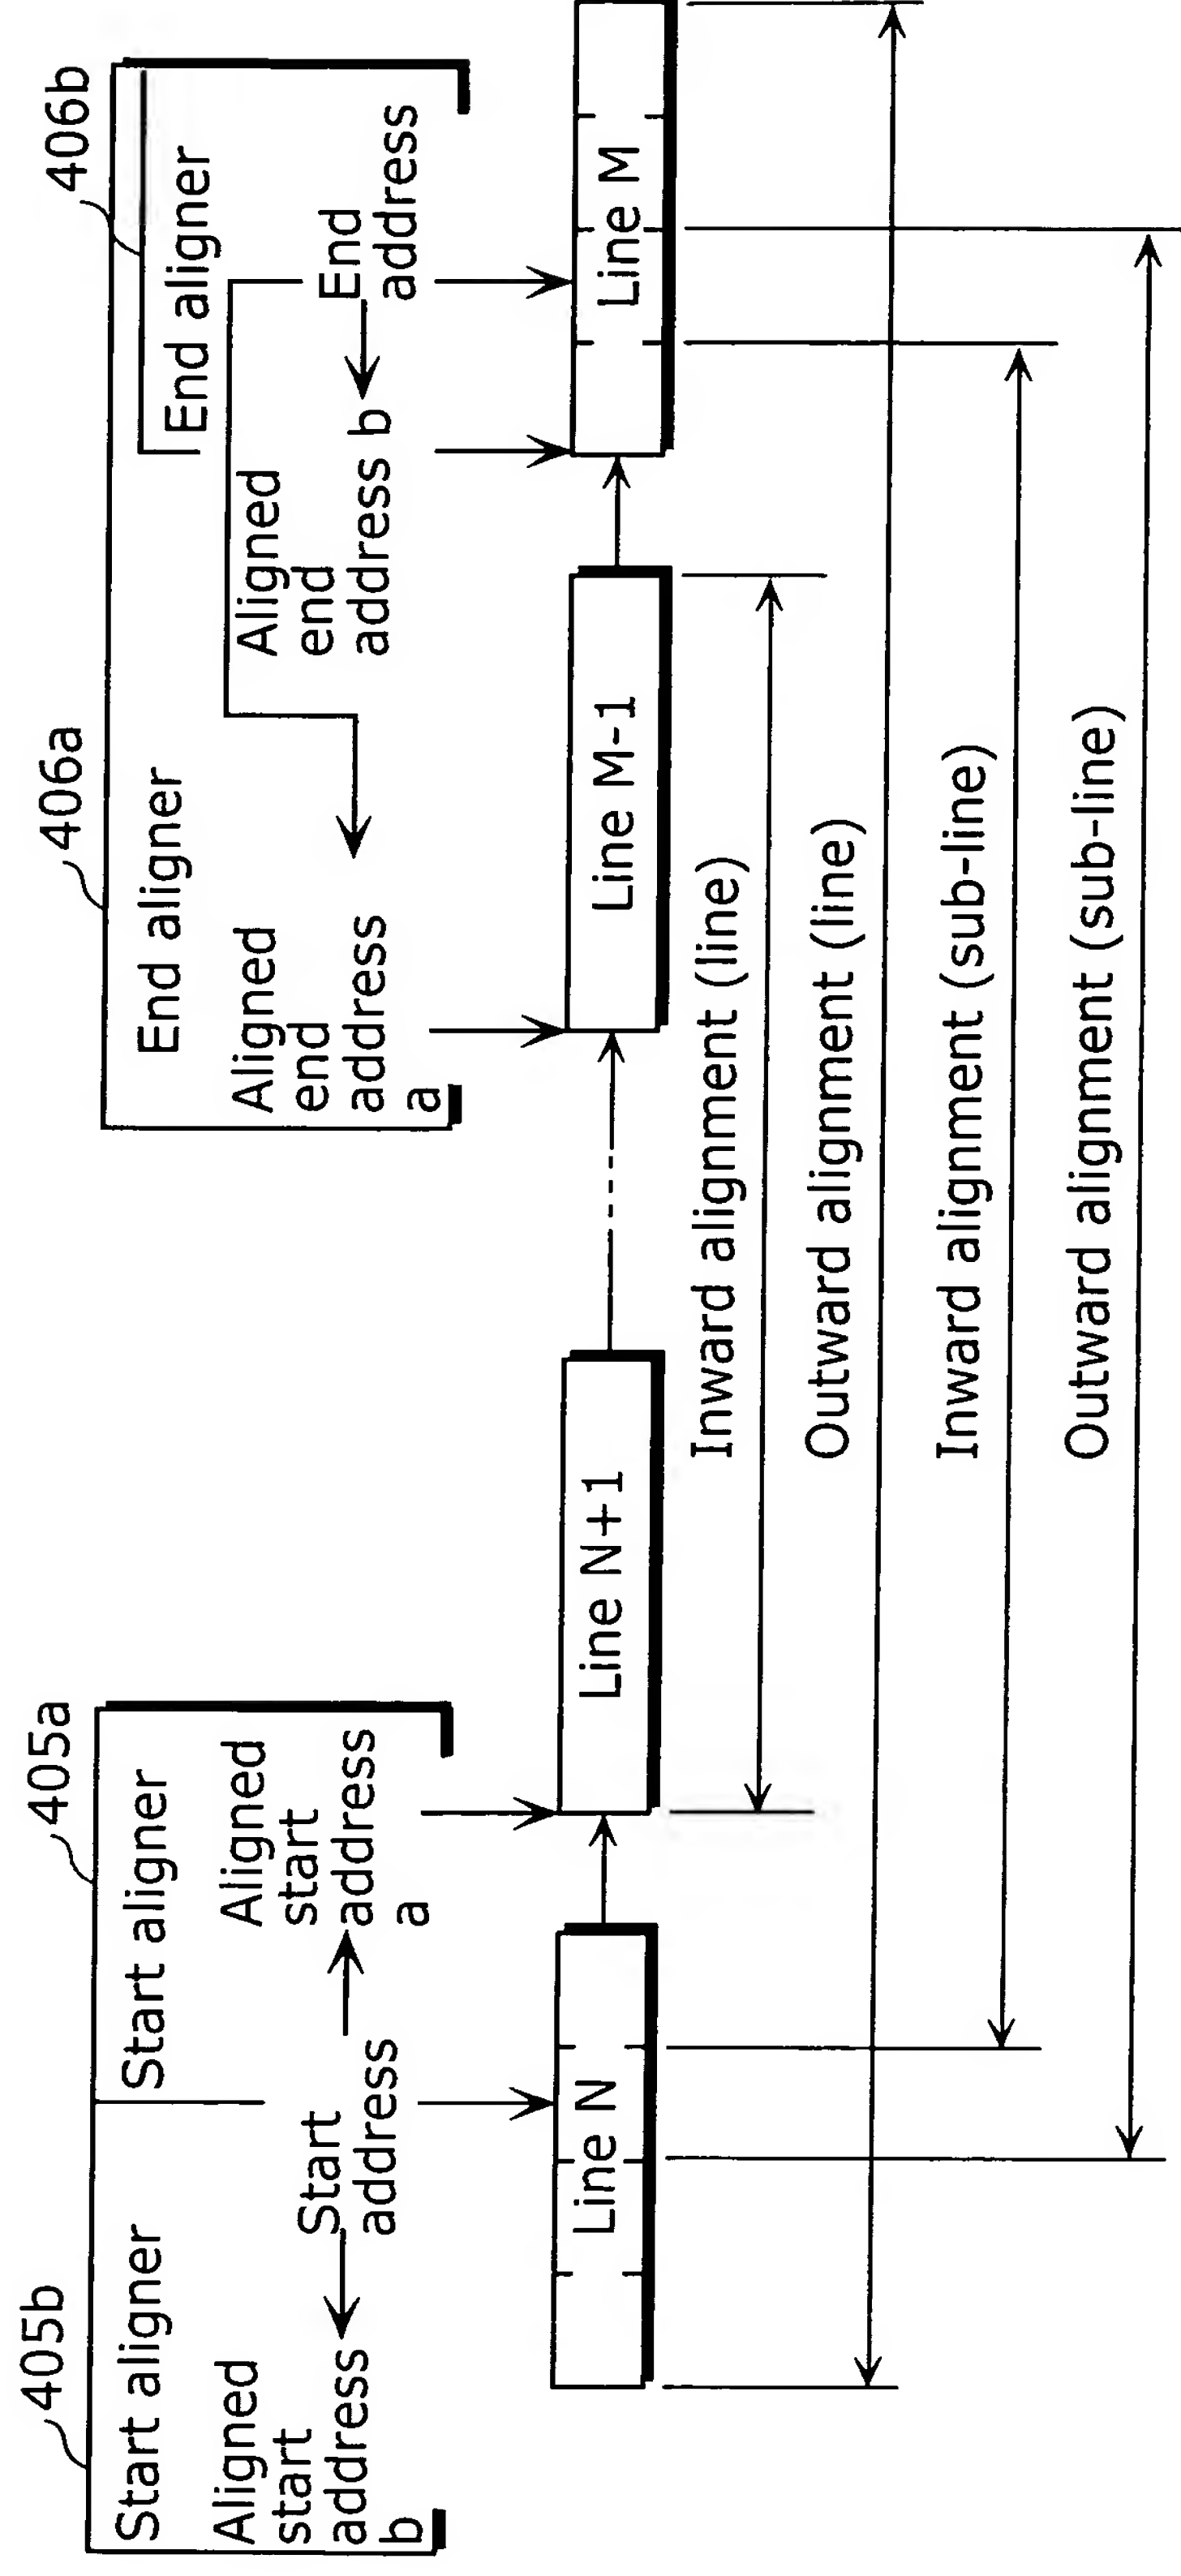 405b
405a
406a
406b
Start aligner
Start aligner
End aligner
End aligner
Aligned
start
address
b
Start
address
Aligned
start
address
a
Aligned
end
address
a
Aligned
end
address b
End
address
Line N
Line N+1
Line M-1
Line M
Inward alignment (line)
Outward alignment (line)
Inward alignment (sub-line)
Outward alignment (sub-line)